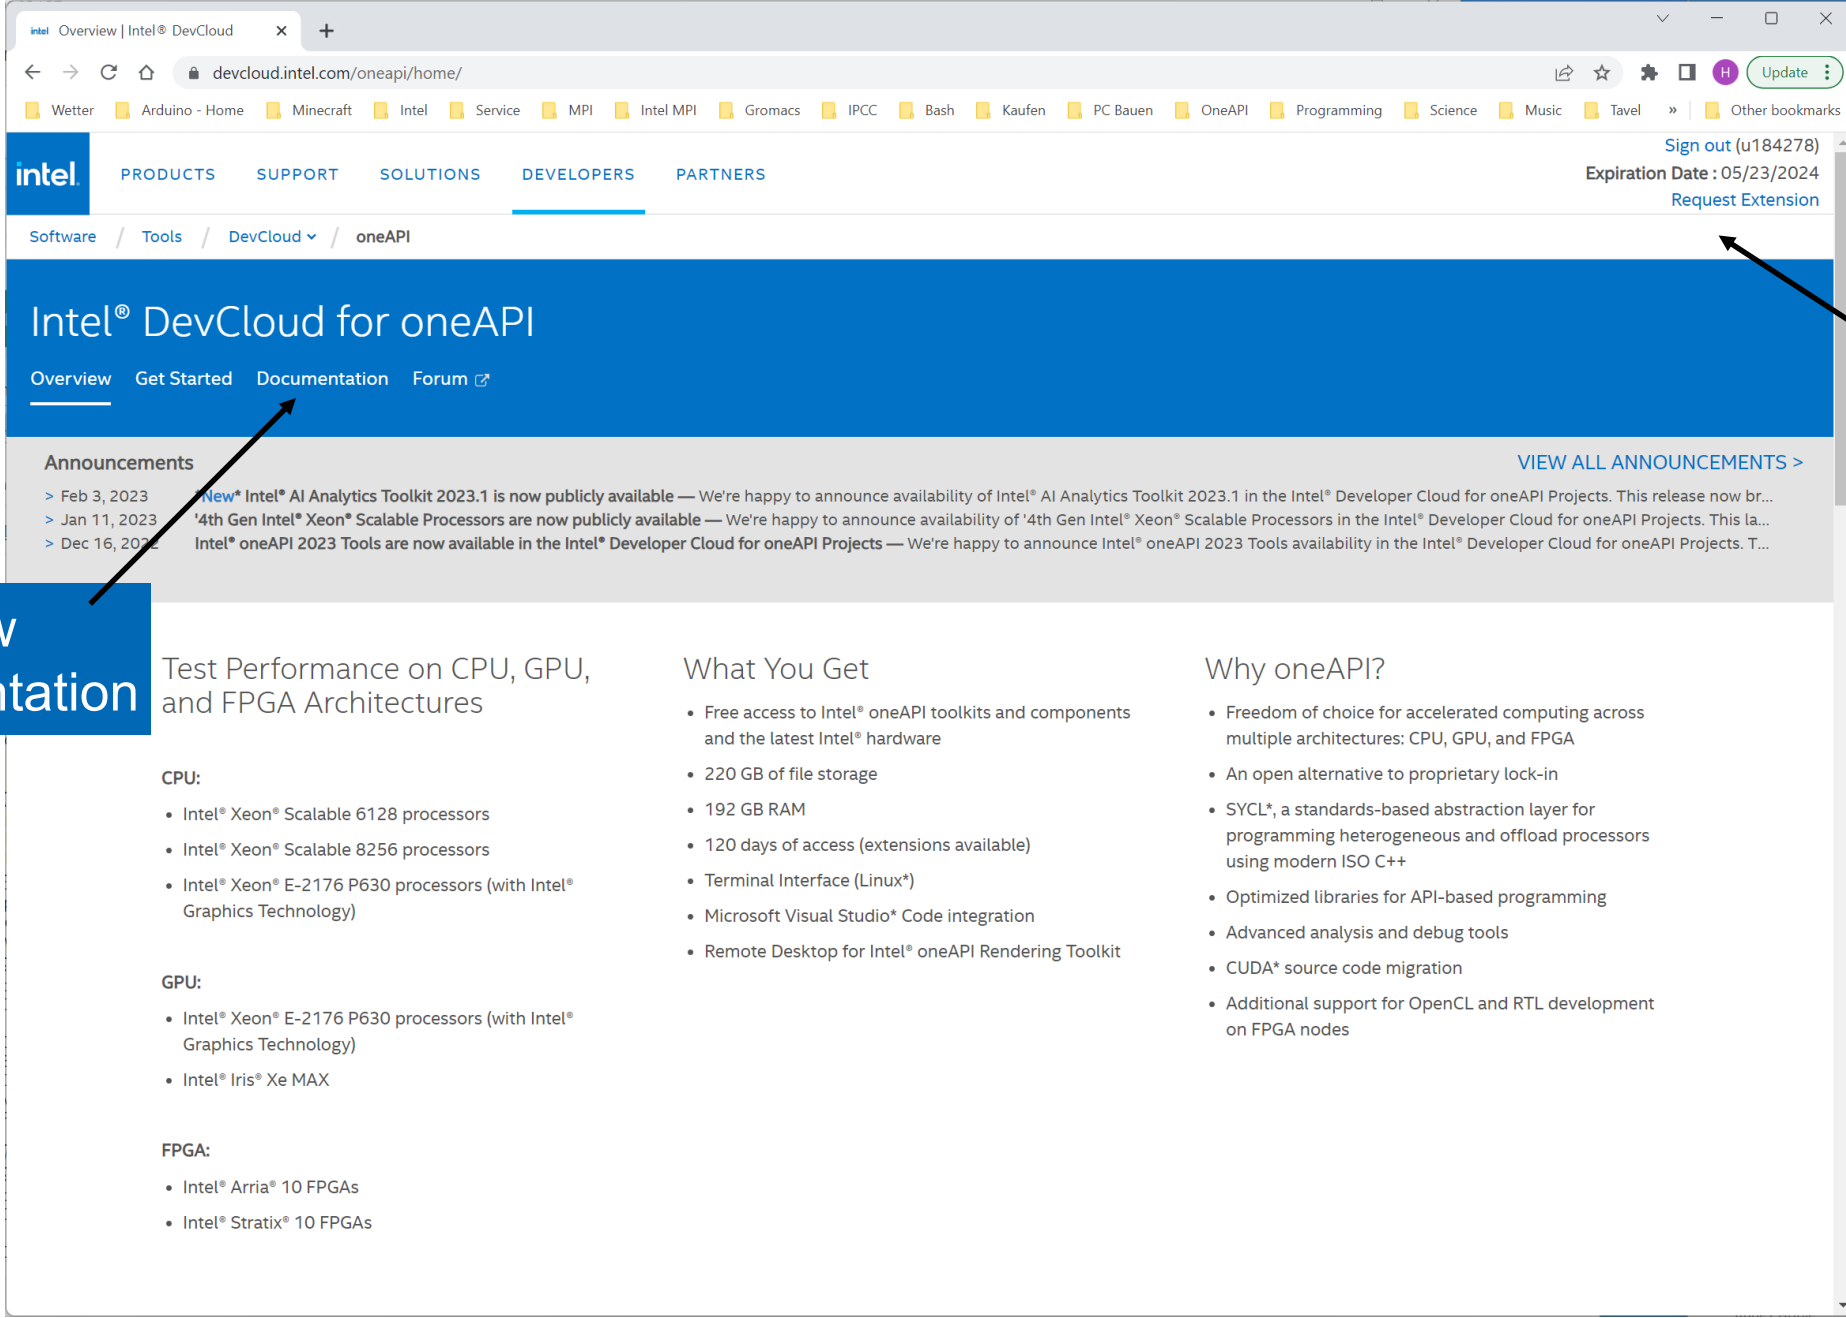 intel Overview | Intel® DevCloud
devcloud.intel.com/oneapi/home/
H Update
Wetter Arduino - Home Minecraft Intel Service MPI Intel MPI Gromacs IPCC Bash Kaufen PC Bauen OneAPI Programming Science Music Tavel » Other bookmarks
Sign out (u184278)
Expiration Date : 05/23/2024
Request Extension
intel. PRODUCTS SUPPORT SOLUTIONS DEVELOPERS PARTNERS
Software / Tools / DevCloud / oneAPI
Intel® DevCloud for oneAPI
Overview Get Started Documentation Forum
Announcements VIEW ALL ANNOUNCEMENTS >
> Feb 3, 2023 *New* Intel® AI Analytics Toolkit 2023.1 is now publicly available — We're happy to announce availability of Intel® AI Analytics Toolkit 2023.1 in the Intel® Developer Cloud for oneAPI Projects. This release now br...
> Jan 11, 2023 '4th Gen Intel® Xeon® Scalable Processors are now publicly available — We're happy to announce availability of '4th Gen Intel® Xeon® Scalable Processors in the Intel® Developer Cloud for oneAPI Projects. This la...
> Dec 16, 2022 Intel® oneAPI 2023 Tools are now available in the Intel® Developer Cloud for oneAPI Projects — We're happy to announce Intel® oneAPI 2023 Tools availability in the Intel® Developer Cloud for oneAPI Projects. T...
w
ntation
Test Performance on CPU, GPU,
and FPGA Architectures
CPU:
• Intel® Xeon® Scalable 6128 processors
• Intel® Xeon® Scalable 8256 processors
• Intel® Xeon® E-2176 P630 processors (with Intel®
Graphics Technology)
GPU:
• Intel® Xeon® E-2176 P630 processors (with Intel®
Graphics Technology)
• Intel® Iris® Xe MAX
FPGA:
• Intel® Arria® 10 FPGAs
• Intel® Stratix® 10 FPGAs
What You Get
• Free access to Intel® oneAPI toolkits and components
and the latest Intel® hardware
• 220 GB of file storage
• 192 GB RAM
• 120 days of access (extensions available)
• Terminal Interface (Linux*)
• Microsoft Visual Studio* Code integration
• Remote Desktop for Intel® oneAPI Rendering Toolkit
Why oneAPI?
• Freedom of choice for accelerated computing across
multiple architectures: CPU, GPU, and FPGA
• An open alternative to proprietary lock-in
• SYCL*, a standards-based abstraction layer for
programming heterogeneous and offload processors
using modern ISO C++
• Optimized libraries for API-based programming
• Advanced analysis and debug tools
• CUDA* source code migration
• Additional support for OpenCL and RTL development
on FPGA nodes